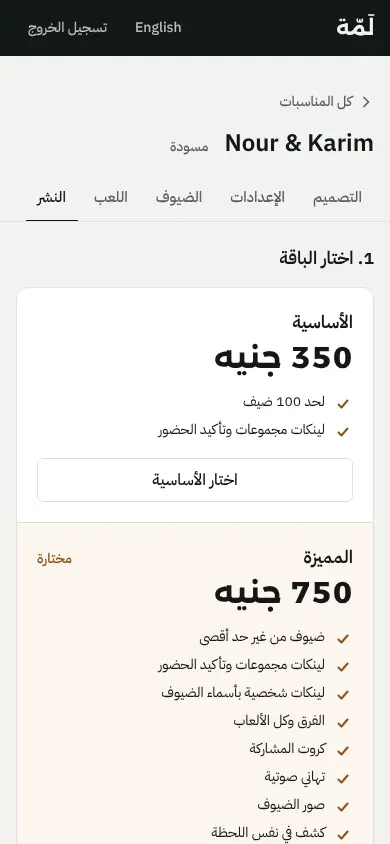 لَمّة
English
تسجيل الخروج
كل المناسبات
Nour & Karim
مسودة
التصميم
الإعدادات
الضيوف
اللعب
النشر
1. اختار الباقة
الأساسية
350 جنيه
لحد 100 ضيف
لينكات مجموعات وتأكيد الحضور
اختار الأساسية
المميزة
مختارة
750 جنيه
ضيوف من غير حد أقصى
لينكات مجموعات وتأكيد الحضور
لينكات شخصية بأسماء الضيوف
الفرق وكل الألعاب
كروت المشاركة
تهاني صوتية
صور الضيوف
كشف في نفس اللحظة